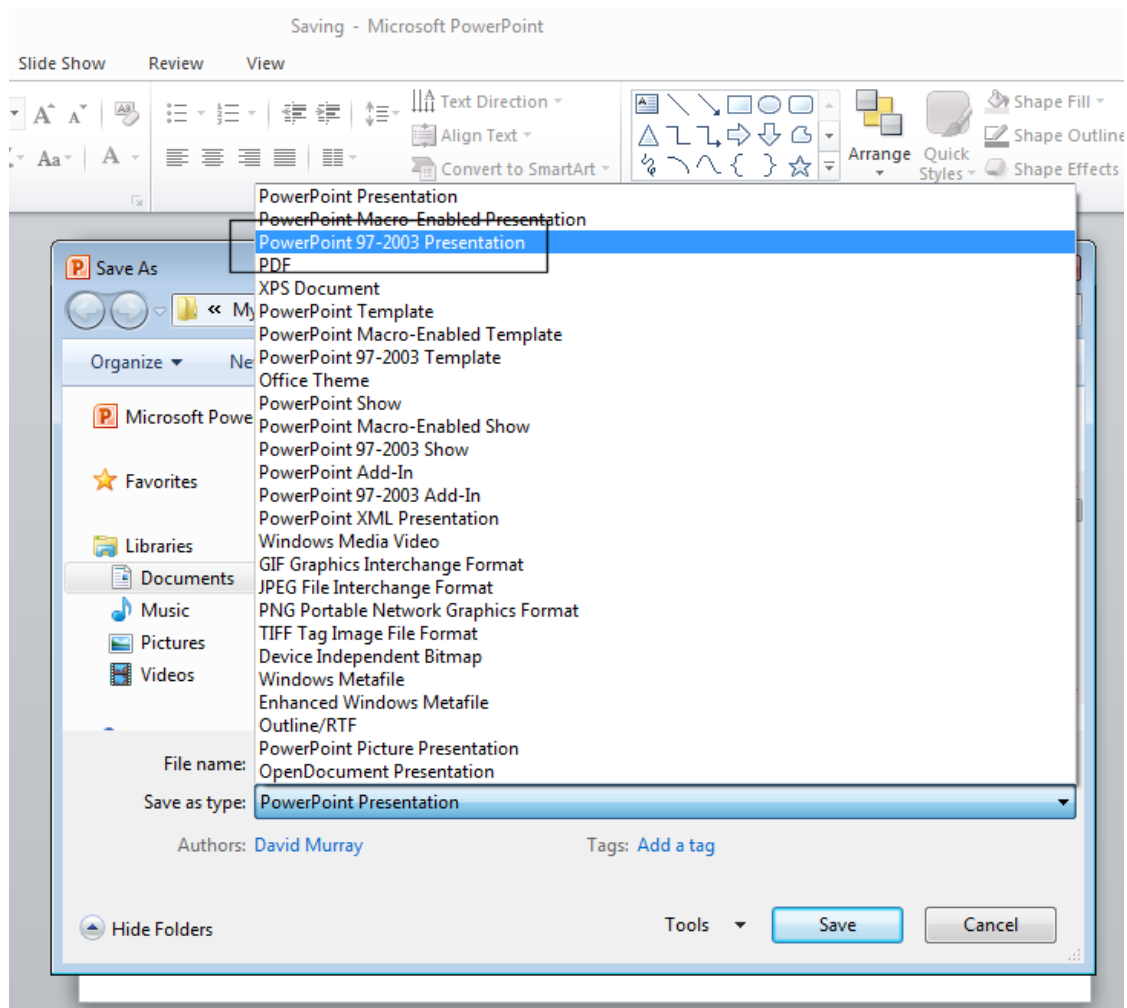 Saving - Microsoft PowerPoint
Slide Show Review View
Text Direction
Align Text
Convert to SmartArt
Aa
A
Arrange
Quick Styles
Shape Fill
Shape Outline
Shape Effects
PowerPoint Presentation
PowerPoint Macro-Enabled Presentation
PowerPoint 97-2003 Presentation
PDF
XPS Document
PowerPoint Template
PowerPoint Macro-Enabled Template
PowerPoint 97-2003 Template
Office Theme
PowerPoint Show
PowerPoint Macro-Enabled Show
PowerPoint 97-2003 Show
PowerPoint Add-In
PowerPoint 97-2003 Add-In
PowerPoint XML Presentation
Windows Media Video
GIF Graphics Interchange Format
JPEG File Interchange Format
PNG Portable Network Graphics Format
TIFF Tag Image File Format
Device Independent Bitmap
Windows Metafile
Enhanced Windows Metafile
Outline/RTF
PowerPoint Picture Presentation
OpenDocument Presentation
Save As
« My
Organize Ne
Microsoft Powe
Favorites
Libraries
Documents
Music
Pictures
Videos
File name:
Save as type: PowerPoint Presentation
Authors: David Murray Tags: Add a tag
Hide Folders Tools Save Cancel